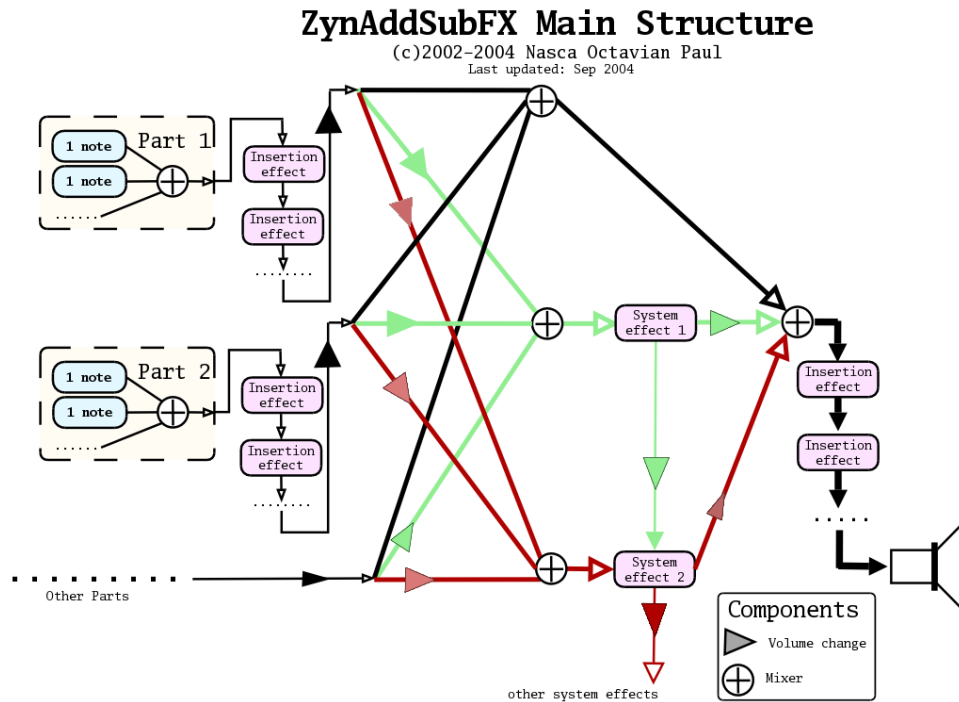 ZynAddSubFX Main Structure
(c)2002-2004 Nasca Octavian Paul
Last updated: Sep 2004
Part 1
1 note
1 note
......
Insertion
effect
Insertion
effect
........
Part 2
1 note
1 note
......
Insertion
effect
Insertion
effect
........
System
effect 1
Insertion
effect
Insertion
effect
.....
System
effect 2
Other Parts
other system effects
Components
Volume change
Mixer